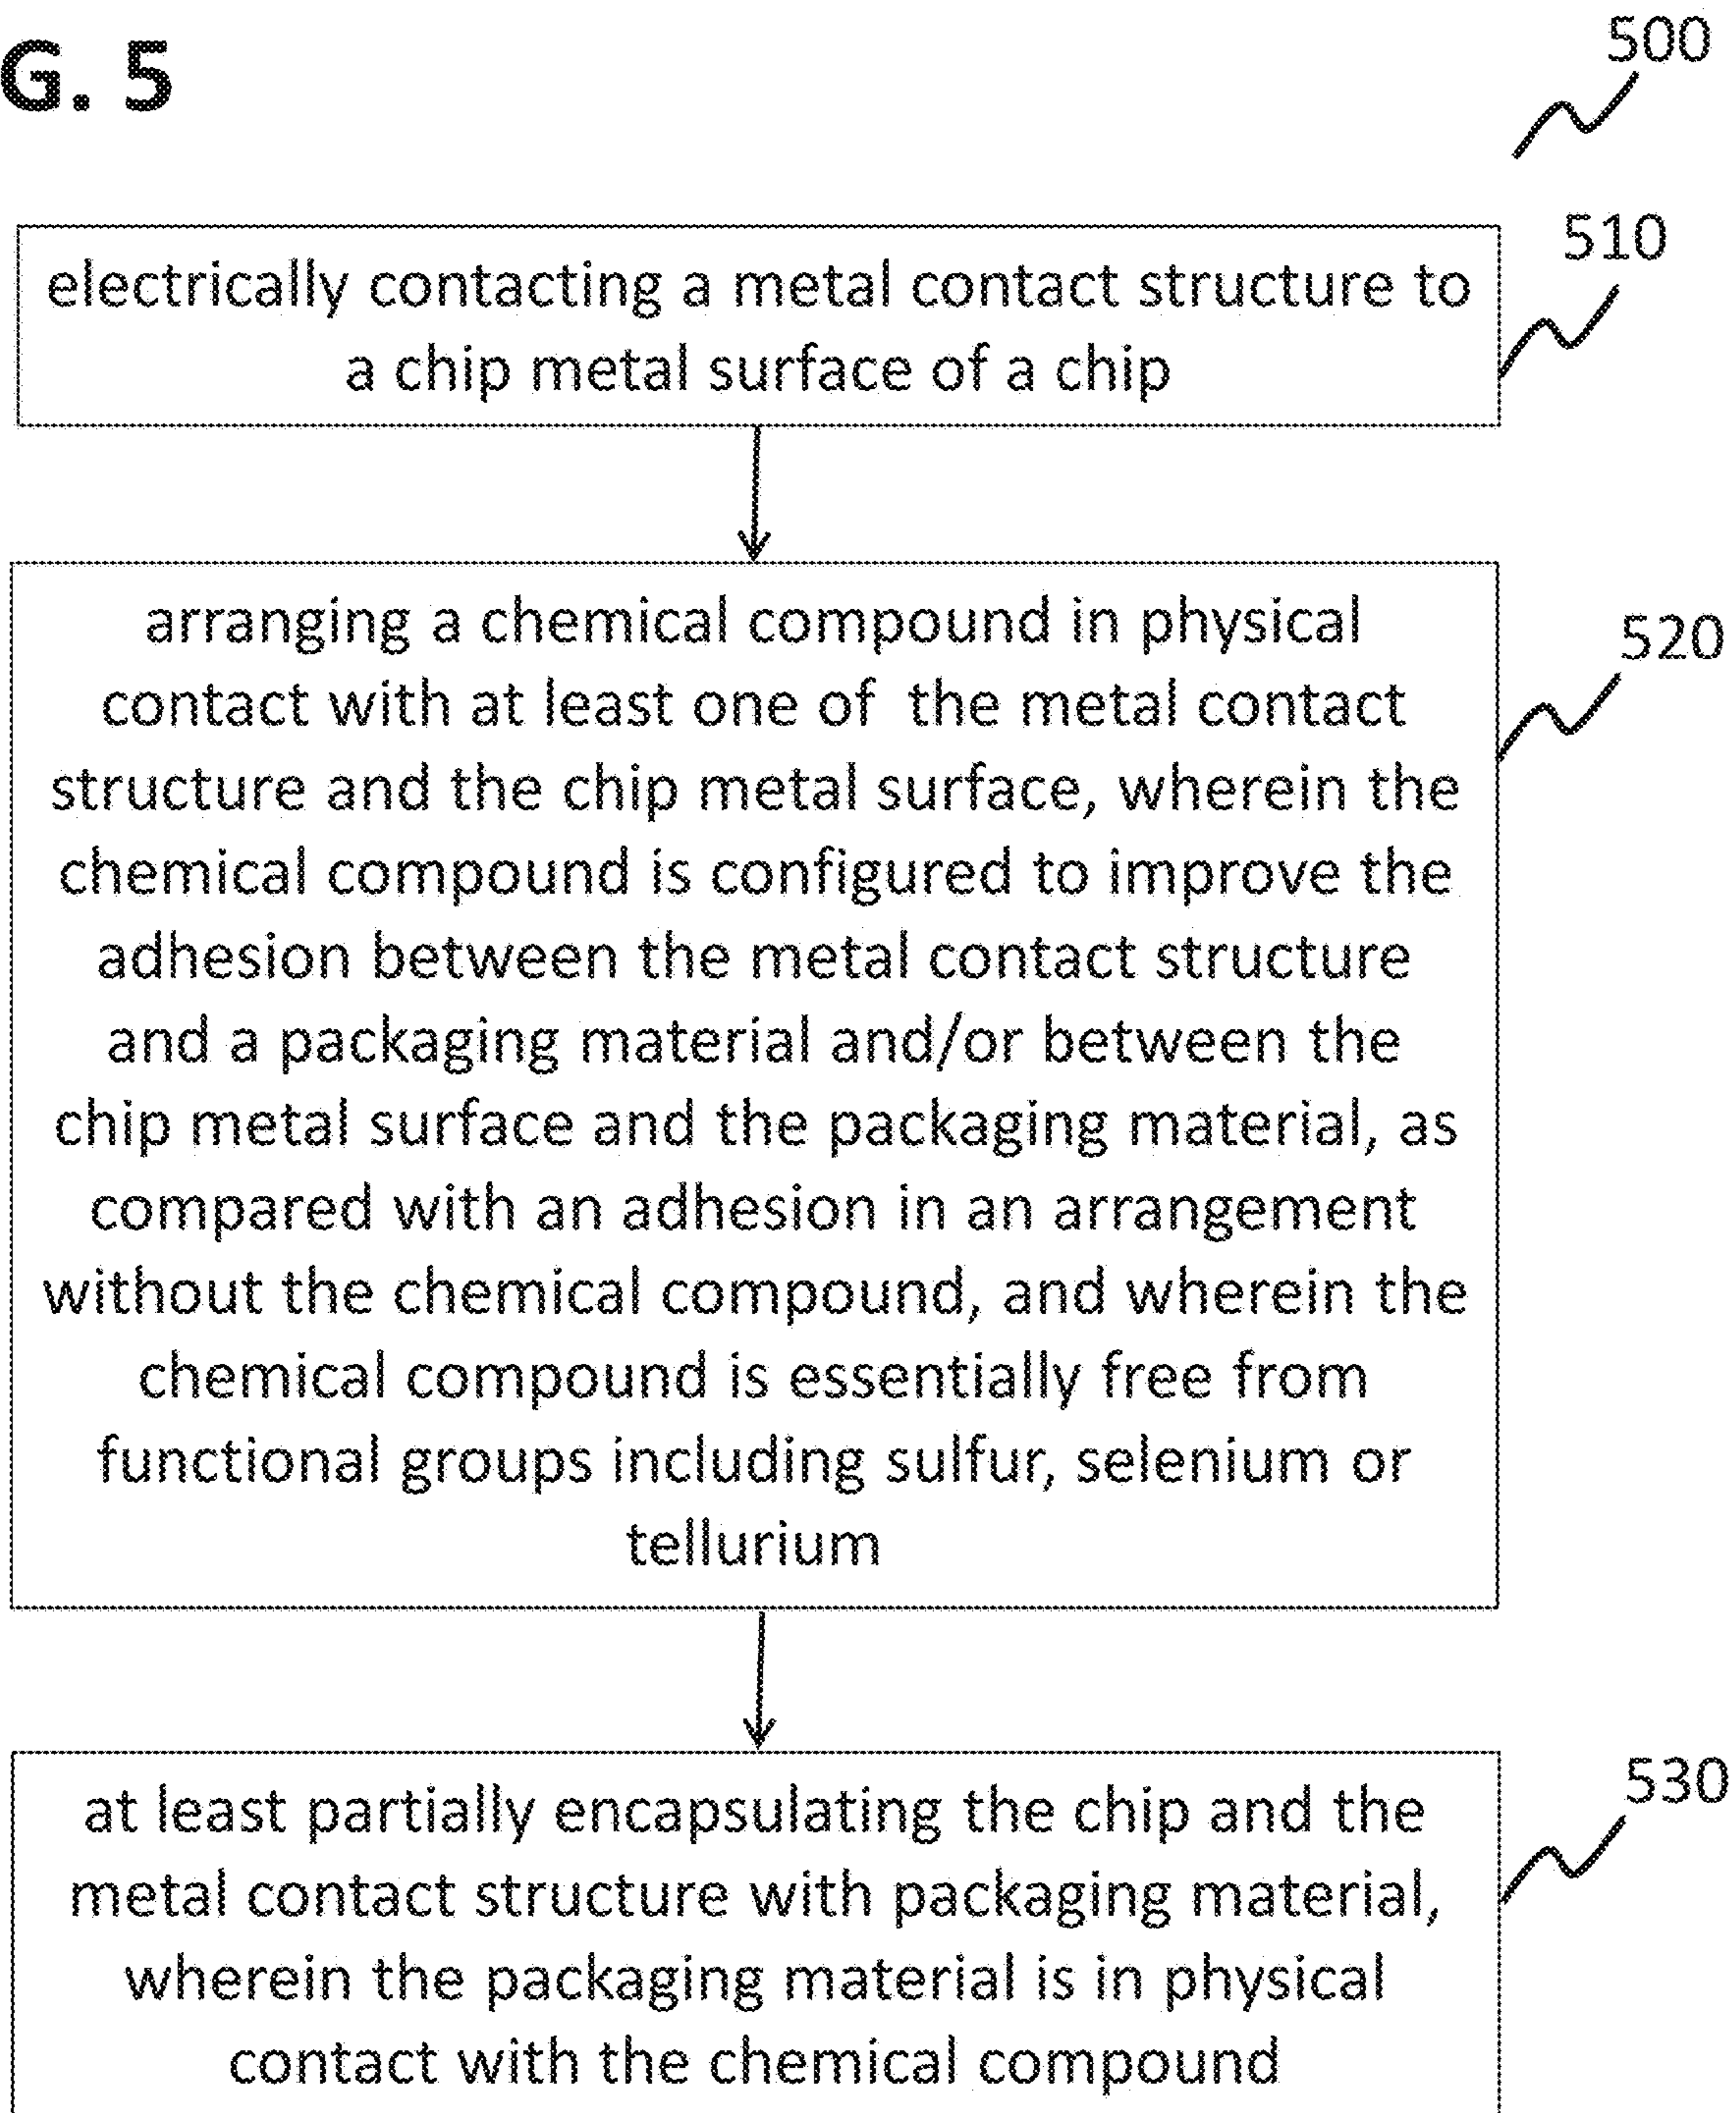 G. 5
500
510
electrically contacting a metal contact structure to
a chip metal surface of a chip
520
arranging a chemical compound in physical
contact with at least one of the metal contact
structure and the chip metal surface, wherein the
chemical compound is configured to improve the
adhesion between the metal contact structure
and a packaging material and/or between the
chip metal surface and the packaging material, as
compared with an adhesion in an arrangement
without the chemical compound, and wherein the
chemical compound is essentially free from
functional groups including sulfur, selenium or
tellurium
530
at least partially encapsulating the chip and the
metal contact structure with packaging material,
wherein the packaging material is in physical
contact with the chemical compound